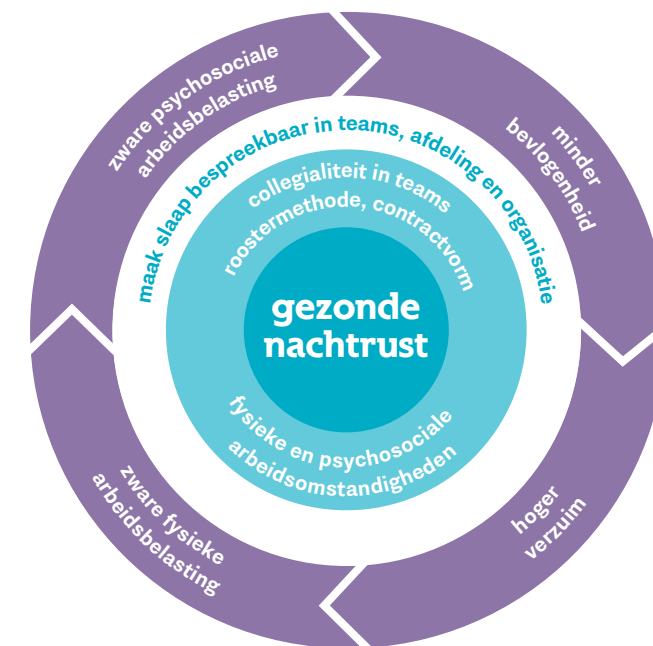 zware psychosociale
arbeidsbelasting
minder
bevlogenheid
maak slaap bespreekbaar in teams, afdeling en organisatie
collegialiteit in teams
roostermethode, contractvorm
gezonde
nachtrust
fysieke en psychosociale
arbeidsomstandigheden
zware fysieke
arbeidsbelasting
hoger
verzuim